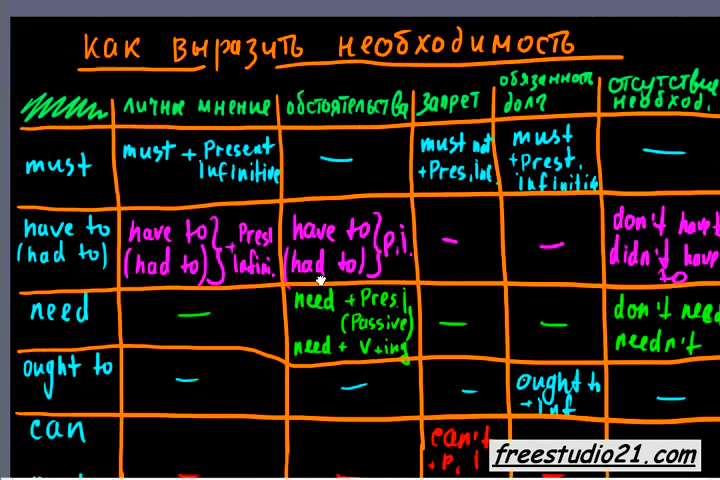 как выразить необходимость
личное мнение обстоятельства запрет обязанность долг отсутствие необход.
must must + Present Infinitive — must not + Pres. Inf. must + Prest. infinitiv —
have to (had to) have to (had to) } + Prest Infini. have to (had to) } p.i. — — don't have didn't have to
need — need + Pres.i. (Passive) need + V+ing — — don't need needn't
ought to — — - ought to + Inf —
can can't + P. I
freestudio21.com